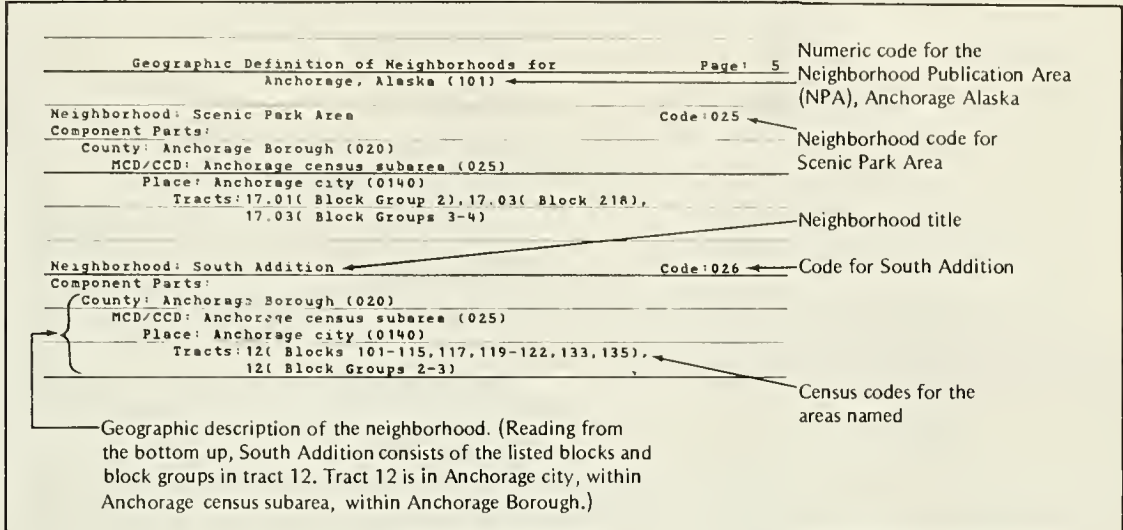 Geographic Definition of Neighborhoods for Page: 5
Anchorage, Alaska (101)
Neighborhood: Scenic Park Area Code:025
Component Parts:
County: Anchorage Borough (020)
MCD/CCD: Anchorage census subarea (025)
Place: Anchorage city (0140)
Tracts:17.01( Block Group 2),17.03( Block 218),
17.03( Block Groups 3-4)
Neighborhood: South Addition Code:026
Component Parts:
County: Anchorage Borough (020)
MCD/CCD: Anchorage census subarea (025)
Place: Anchorage city (0140)
Tracts:12( Blocks 101-115,117,119-122,133,135),
12( Block Groups 2-3)
Numeric code for the
Neighborhood Publication Area
(NPA), Anchorage Alaska
Neighborhood code for
Scenic Park Area
Neighborhood title
Code for South Addition
Census codes for the
areas named
Geographic description of the neighborhood. (Reading from
the bottom up, South Addition consists of the listed blocks and
block groups in tract 12. Tract 12 is in Anchorage city, within
Anchorage census subarea, within Anchorage Borough.)